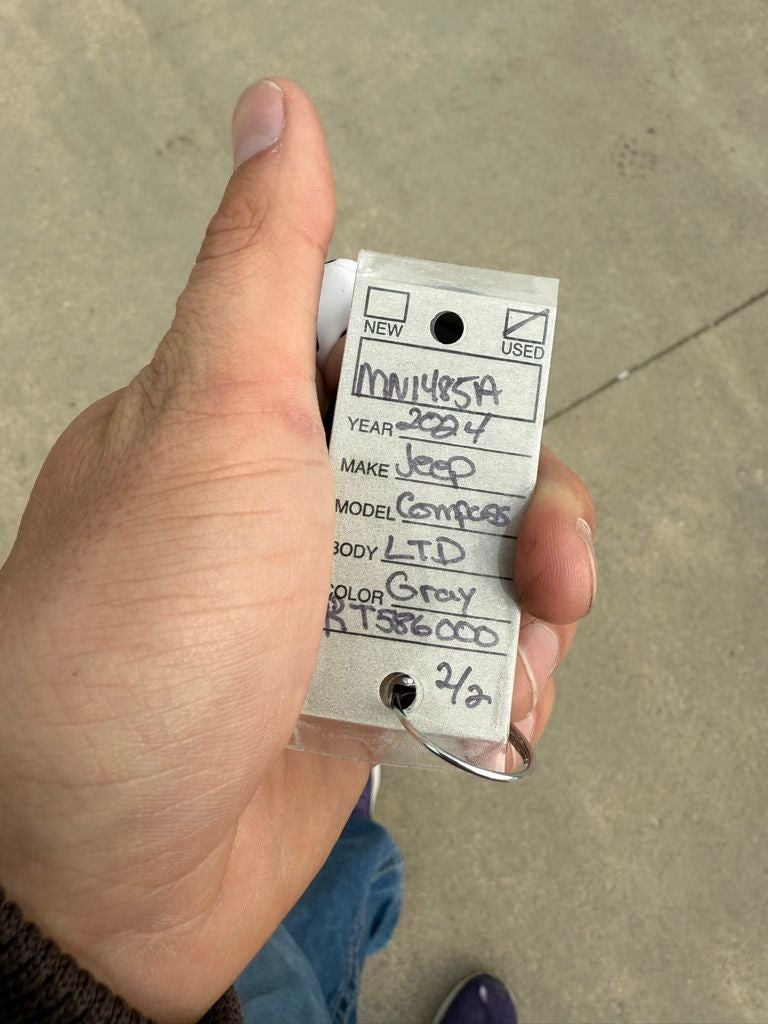 NEW USED
MN1485A
YEAR 2024
MAKE Jeep
MODEL Compass
BODY LTD
COLOR Gray
RT586000
2/2